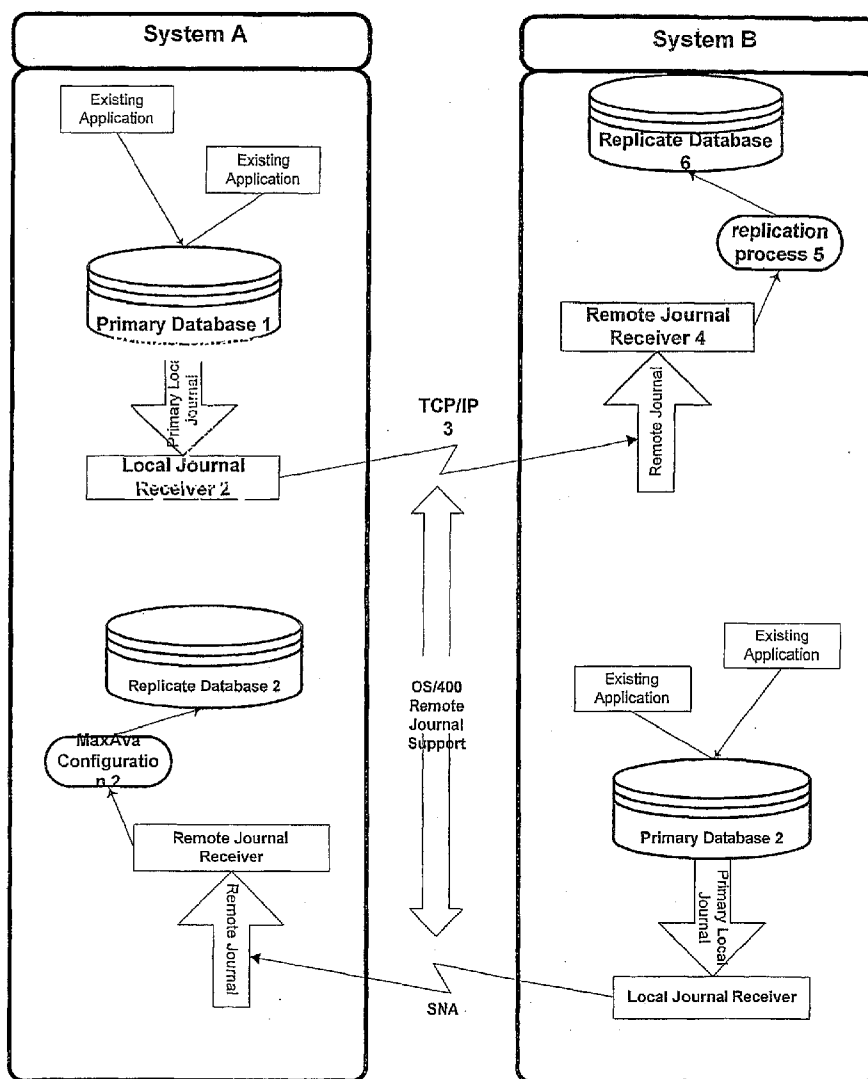 System A
Existing
Application
Existing
Application
Primary Database 1
Primary Local
Journal
Local Journal
Receiver 2
Replicate Database 2
MaxAva
Configuratio
n 2
Remote Journal
Receiver
Remote Journal
TCP/IP
3
OS/400
Remote
Journal
Support
SNA
System B
Replicate Database
6
replication
process 5
Remote Journal
Receiver 4
Remote Journal
Existing
Application
Existing
Application
Primary Database 2
Primary Local
Journal
Local Journal Receiver